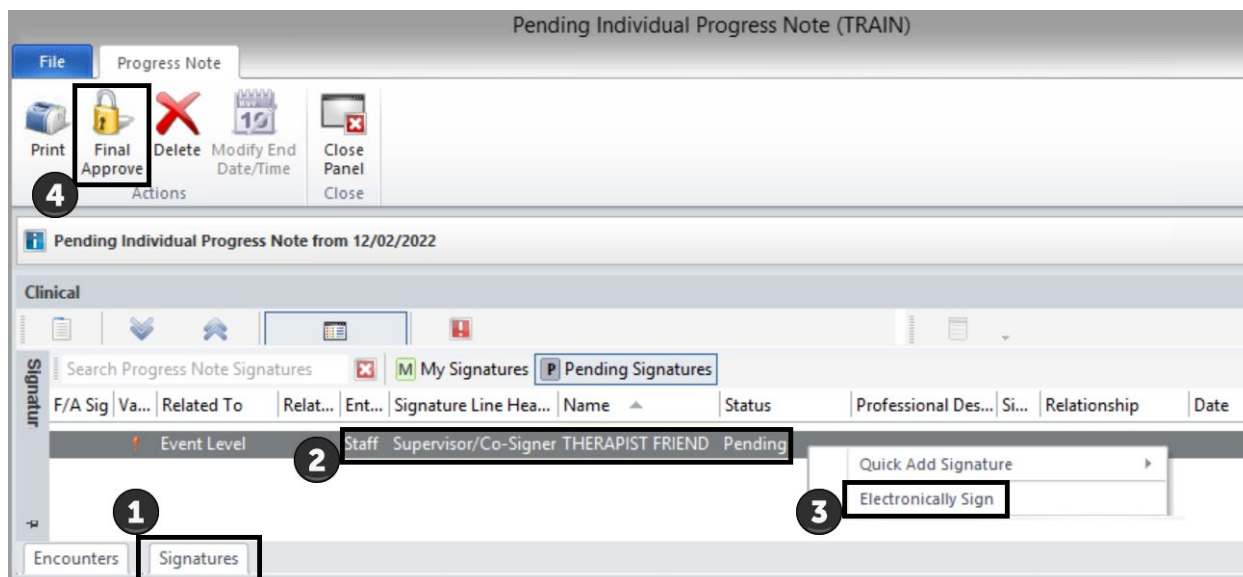 Pending Individual Progress Note (TRAIN)
File Progress Note
Print Final Approve Delete Modify End Date/Time Close Panel
4 Actions Close
Pending Individual Progress Note from 12/02/2022
Clinical
Signatur
Search Progress Note Signatures M My Signatures P Pending Signatures
F/A Sig Va... Related To Relat... Ent... Signature Line Hea... Name Status Professional Des... Si... Relationship Date
Event Level 2 Staff Supervisor/Co-Signer THERAPIST FRIEND Pending
Quick Add Signature
3 Electronically Sign
1
Encounters Signatures